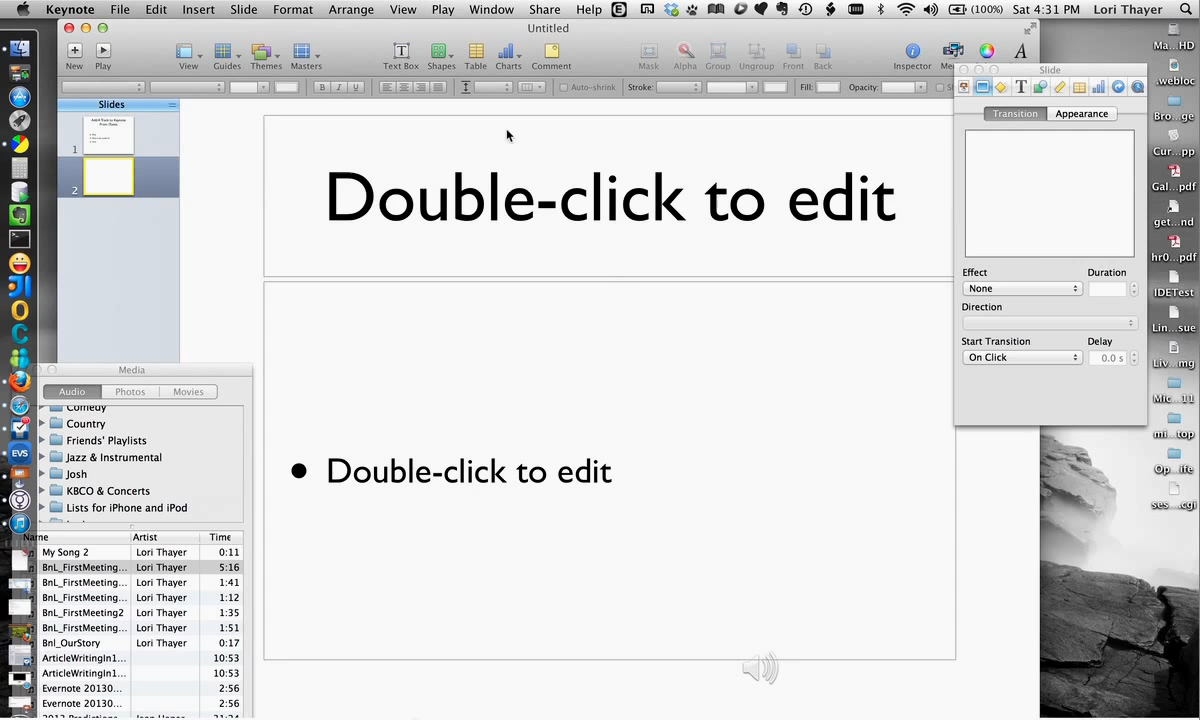 Keynote File Edit Insert Slide Format Arrange View Play Window Share Help (100%) Sat 4:31 PM Lori Thayer
Untitled
New Play View Guides Themes Masters Text Box Shapes Table Charts Comment Mask Alpha Group Ungroup Front Back Inspector
B I U Auto-shrink Stroke: Fill: Opacity:
Slides
1
2
Double-click to edit
Double-click to edit
Slide
Transition Appearance
Effect Duration
None
Direction
Start Transition Delay
On Click 0.0 s
Media
Audio Photos Movies
Comedy
Country
Friends' Playlists
Jazz & Instrumental
Josh
KBCO & Concerts
Lists for iPhone and iPod
Name Artist Time
My Song 2 Lori Thayer 0:11
BnL_FirstMeeting... Lori Thayer 5:16
BnL_FirstMeeting... Lori Thayer 1:41
BnL_FirstMeeting... Lori Thayer 1:12
BnL_FirstMeeting2 Lori Thayer 1:35
BnL_FirstMeeting... Lori Thayer 1:51
Bnl_OurStory Lori Thayer 0:17
ArticleWritingIn1... 10:53
ArticleWritingIn1... 10:53
Evernote 20130... 2:56
Evernote 20130... 2:56
EVS
Ma...HD
.webloc
Bro...ge
Cur...pp
Gal...pdf
get...nd
hr0...pdf
IDETest
Lin...sue
Liv...mg
Mic...11
mi...top
Op...ife
ses...cgi